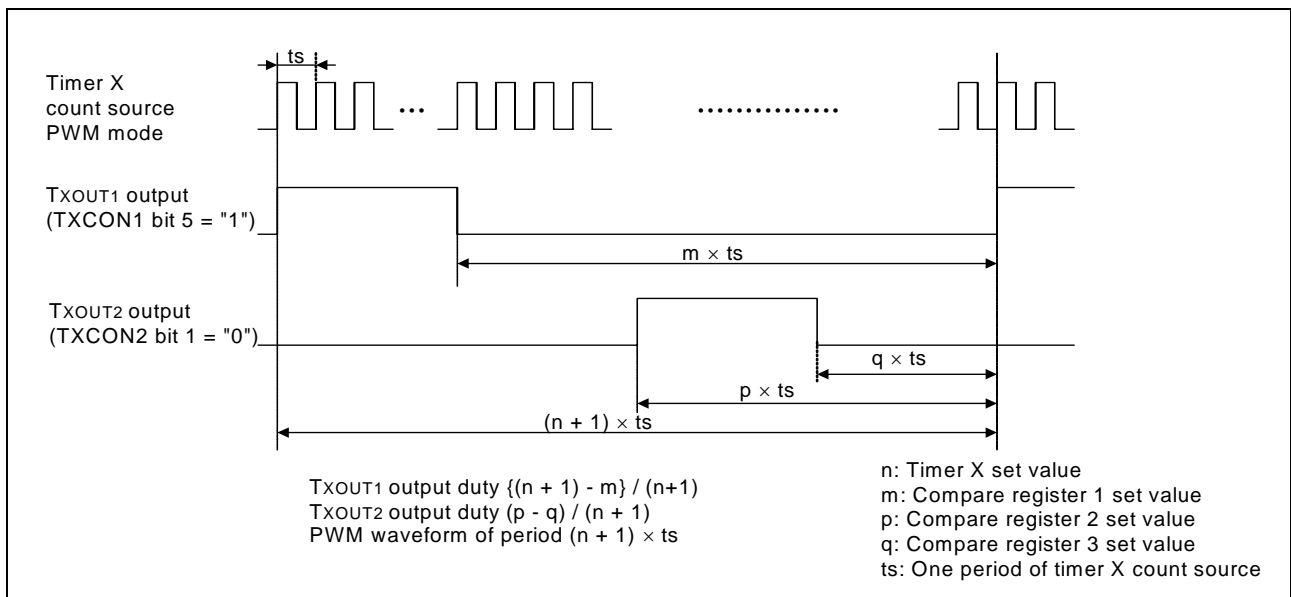 ts
Timer X
count source
PWM mode
TXOUT1 output
(TXCON1 bit 5 = "1")
m × ts
TXOUT2 output
(TXCON2 bit 1 = "0")
q × ts
p × ts
(n + 1) × ts
TXOUT1 output duty {(n + 1) - m} / (n+1)
TXOUT2 output duty (p - q) / (n + 1)
PWM waveform of period (n + 1) × ts
n: Timer X set value
m: Compare register 1 set value
p: Compare register 2 set value
q: Compare register 3 set value
ts: One period of timer X count source